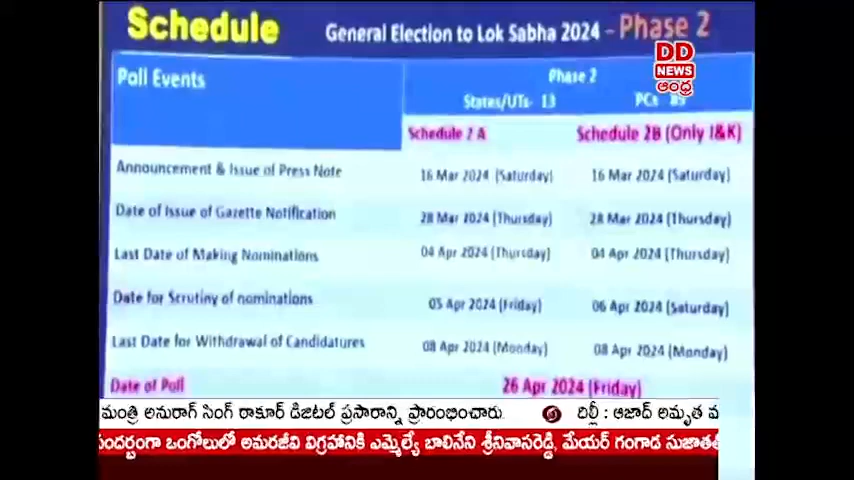 Schedule General Election to Lok Sabha 2024 - Phase 2
DD
NEWS
ఆంధ్ర
Poll Events
Phase 2
States/UTs- 13 PCs 89
Schedule 2A Schedule 2B (Only J&K)
Announcement & Issue of Press Note 16 Mar 2024 (Saturday) 16 Mar 2024 (Saturday)
Date of Issue of Gazette Notification 28 Mar 2024 (Thursday) 28 Mar 2024 (Thursday)
Last Date of Making Nominations 04 Apr 2024 (Thursday) 04 Apr 2024 (Thursday)
Date for Scrutiny of nominations 05 Apr 2024 (Friday) 06 Apr 2024 (Saturday)
Last Date for Withdrawal of Candidatures 08 Apr 2024 (Monday) 08 Apr 2024 (Monday)
Date of Poll 26 Apr 2024 (Friday)
మంత్రి అనురాగ్ సింగ్ ఠాకూర్ డిజిటల్ ప్రసారాన్ని ప్రారంభించారు. దిల్లీ : ఆజాద్ అమృత
సందర్భంగా ఒంగోలులో అమరజీవి విగ్రహానికి ఎమ్మెల్యే బాలినేని శ్రీనివాసరెడ్డి, మేయర్ గంగాడ సుజాత